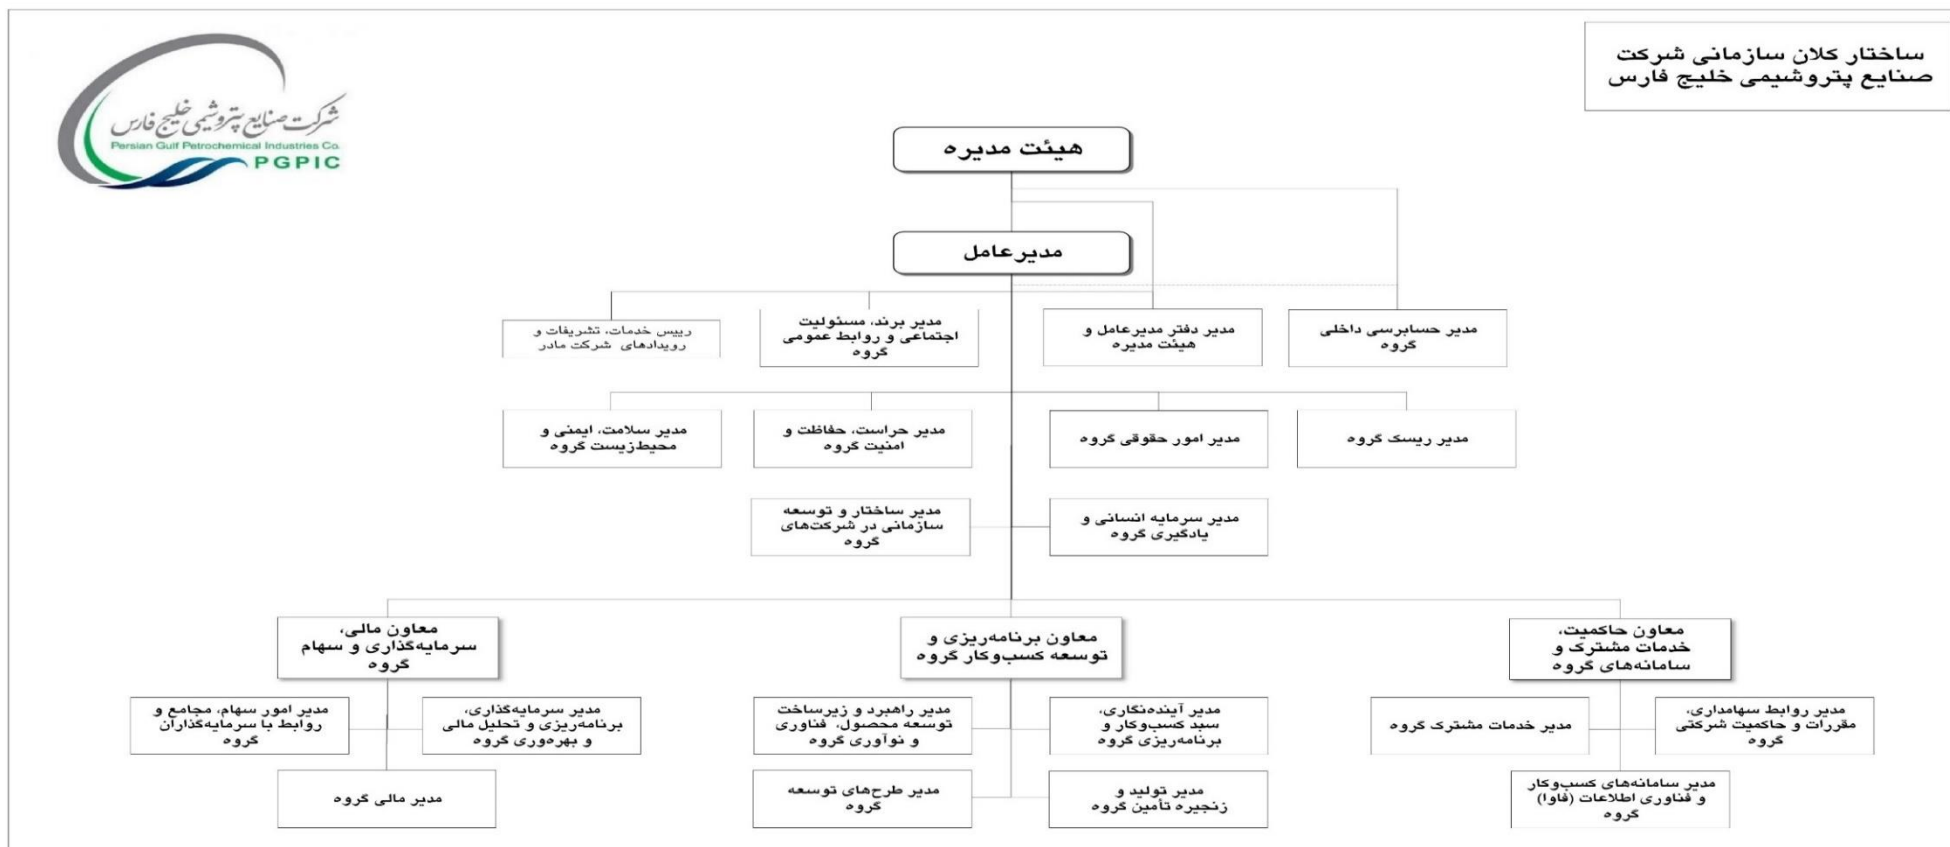 ساختار کلان سازمانی شرکت
صنایع پتروشیمی خلیج فارس
شرکت صنایع پتروشیمی خلیج فارس
Persian Gulf Petrochemical Industries Co.
PGPIC
هیئت مدیره
مدیرعامل
مدیر حسابرسی داخلی
گروه
مدیر دفتر مدیرعامل و
هیئت مدیره
مدیر برند، مسئولیت
اجتماعی و روابط عمومی
گروه
رییس خدمات، تشریفات و
رویدادهای شرکت مادر
مدیر ریسک گروه
مدیر امور حقوقی گروه
مدیر حراست، حفاظت و
امنیت گروه
مدیر سلامت، ایمنی و
محیط‌زیست گروه
مدیر سرمایه انسانی و
یادگیری گروه
مدیر ساختار و توسعه
سازمانی در شرکت‌های
گروه
معاون حاکمیت،
خدمات مشترک و
سامانه‌های گروه
معاون برنامه‌ریزی و
توسعه کسب‌وکار گروه
معاون مالی،
سرمایه‌گذاری و سهام
گروه
مدیر روابط سهامداری،
مقررات و حاکمیت شرکتی
گروه
مدیر خدمات مشترک گروه
مدیر آینده‌نگاری،
سبد کسب‌وکار و
برنامه‌ریزی گروه
مدیر راهبرد و زیرساخت
توسعه محصول، فناوری
و نوآوری گروه
مدیر سرمایه‌گذاری،
برنامه‌ریزی و تحلیل مالی
و بهره‌وری گروه
مدیر امور سهام، مجامع و
روابط با سرمایه‌گذاران
گروه
مدیر سامانه‌های کسب‌وکار
و فناوری اطلاعات (فاوا)
گروه
مدیر تولید و
زنجیره تأمین گروه
مدیر طرح‌های توسعه
گروه
مدیر مالی گروه